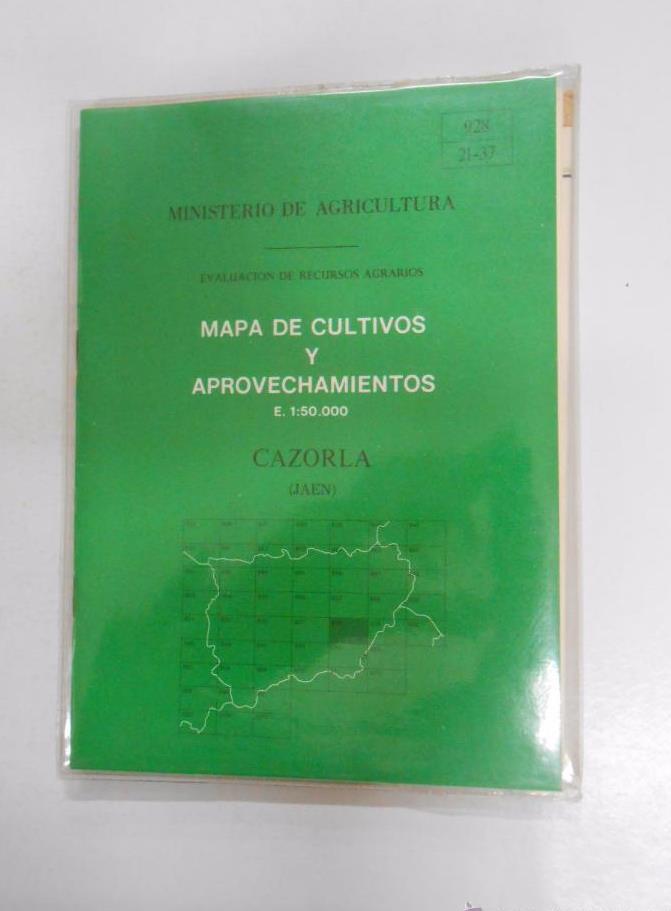 928
21-37
MINISTERIO DE AGRICULTURA
EVALUACION DE RECURSOS AGRARIOS
MAPA DE CULTIVOS
Y
APROVECHAMIENTOS
E. 1:50.000
CAZORLA
(JAEN)